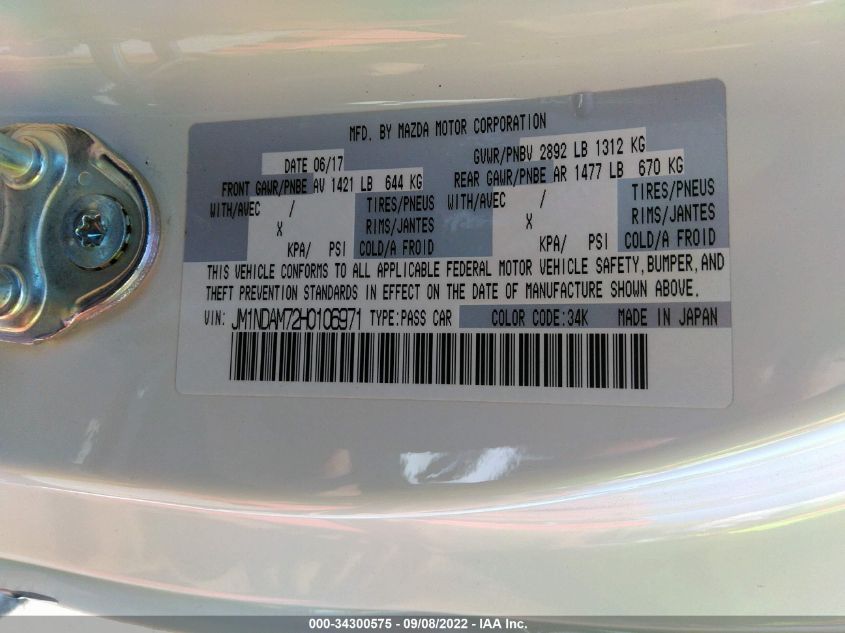 MFD. BY MAZDA MOTOR CORPORATION
DATE 06/17 GVWR/PNBV 2892 LB 1312 KG
FRONT GAWR/PNBE AV 1421 LB 644 KG REAR GAWR/PNBE AR 1477 LB 670 KG
WITH/AVEC / TIRES/PNEUS WITH/AVEC / TIRES/PNEUS
X RIMS/JANTES X RIMS/JANTES
KPA/ PSI COLD/A FROID KPA/ PSI COLD/A FROID
THIS VEHICLE CONFORMS TO ALL APPLICABLE FEDERAL MOTOR VEHICLE SAFETY, BUMPER, AND
THEFT PREVENTION STANDARDS IN EFFECT ON THE DATE OF MANUFACTURE SHOWN ABOVE.
VIN: JM1NDAM72H0106971 TYPE:PASS CAR COLOR CODE:34K MADE IN JAPAN
000-34300575 - 09/08/2022 - IAA Inc.